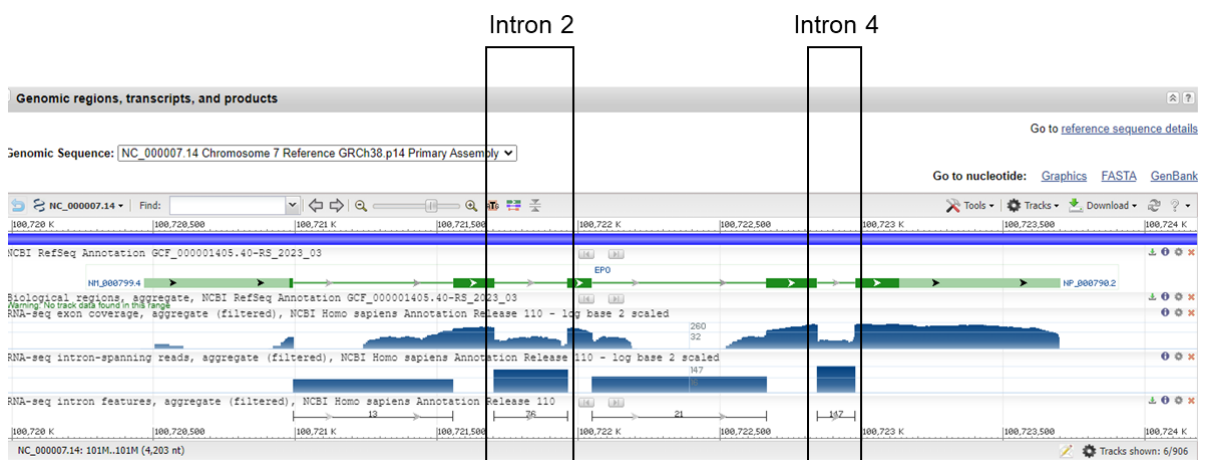 Intron 2 Intron 4
Genomic regions, transcripts, and products
Go to reference sequence details
Genomic Sequence: NC_000007.14 Chromosome 7 Reference GRCh38.p14 Primary Assembly
Go to nucleotide: Graphics FASTA GenBank
NC_000007.14 Find: Tools Tracks Download ?
100,720 K 100,720,500 100,721 K 100,721,500 100,722 K 100,722,500 100,723 K 100,723,500 100,724 K
NCBI RefSeq Annotation GCF_000001405.40-RS_2023_03
EPO
NM_000799.4 NP_000790.2
Biological regions, aggregate, NCBI RefSeq Annotation GCF_000001405.40-RS_2023_03
Warning: No track data found in this range
RNA-seq exon coverage, aggregate (filtered), NCBI Homo sapiens Annotation Release 110 - log base 2 scaled
260
32
RNA-seq intron-spanning reads, aggregate (filtered), NCBI Homo sapiens Annotation Release 110 - log base 2 scaled
147
RNA-seq intron features, aggregate (filtered), NCBI Homo sapiens Annotation Release 110
13 76 21 147
100,720 K 100,720,500 100,721 K 100,721,500 100,722 K 100,722,500 100,723 K 100,723,500 100,724 K
NC_000007.14: 101M..101M (4,203 nt) Tracks shown: 6/906